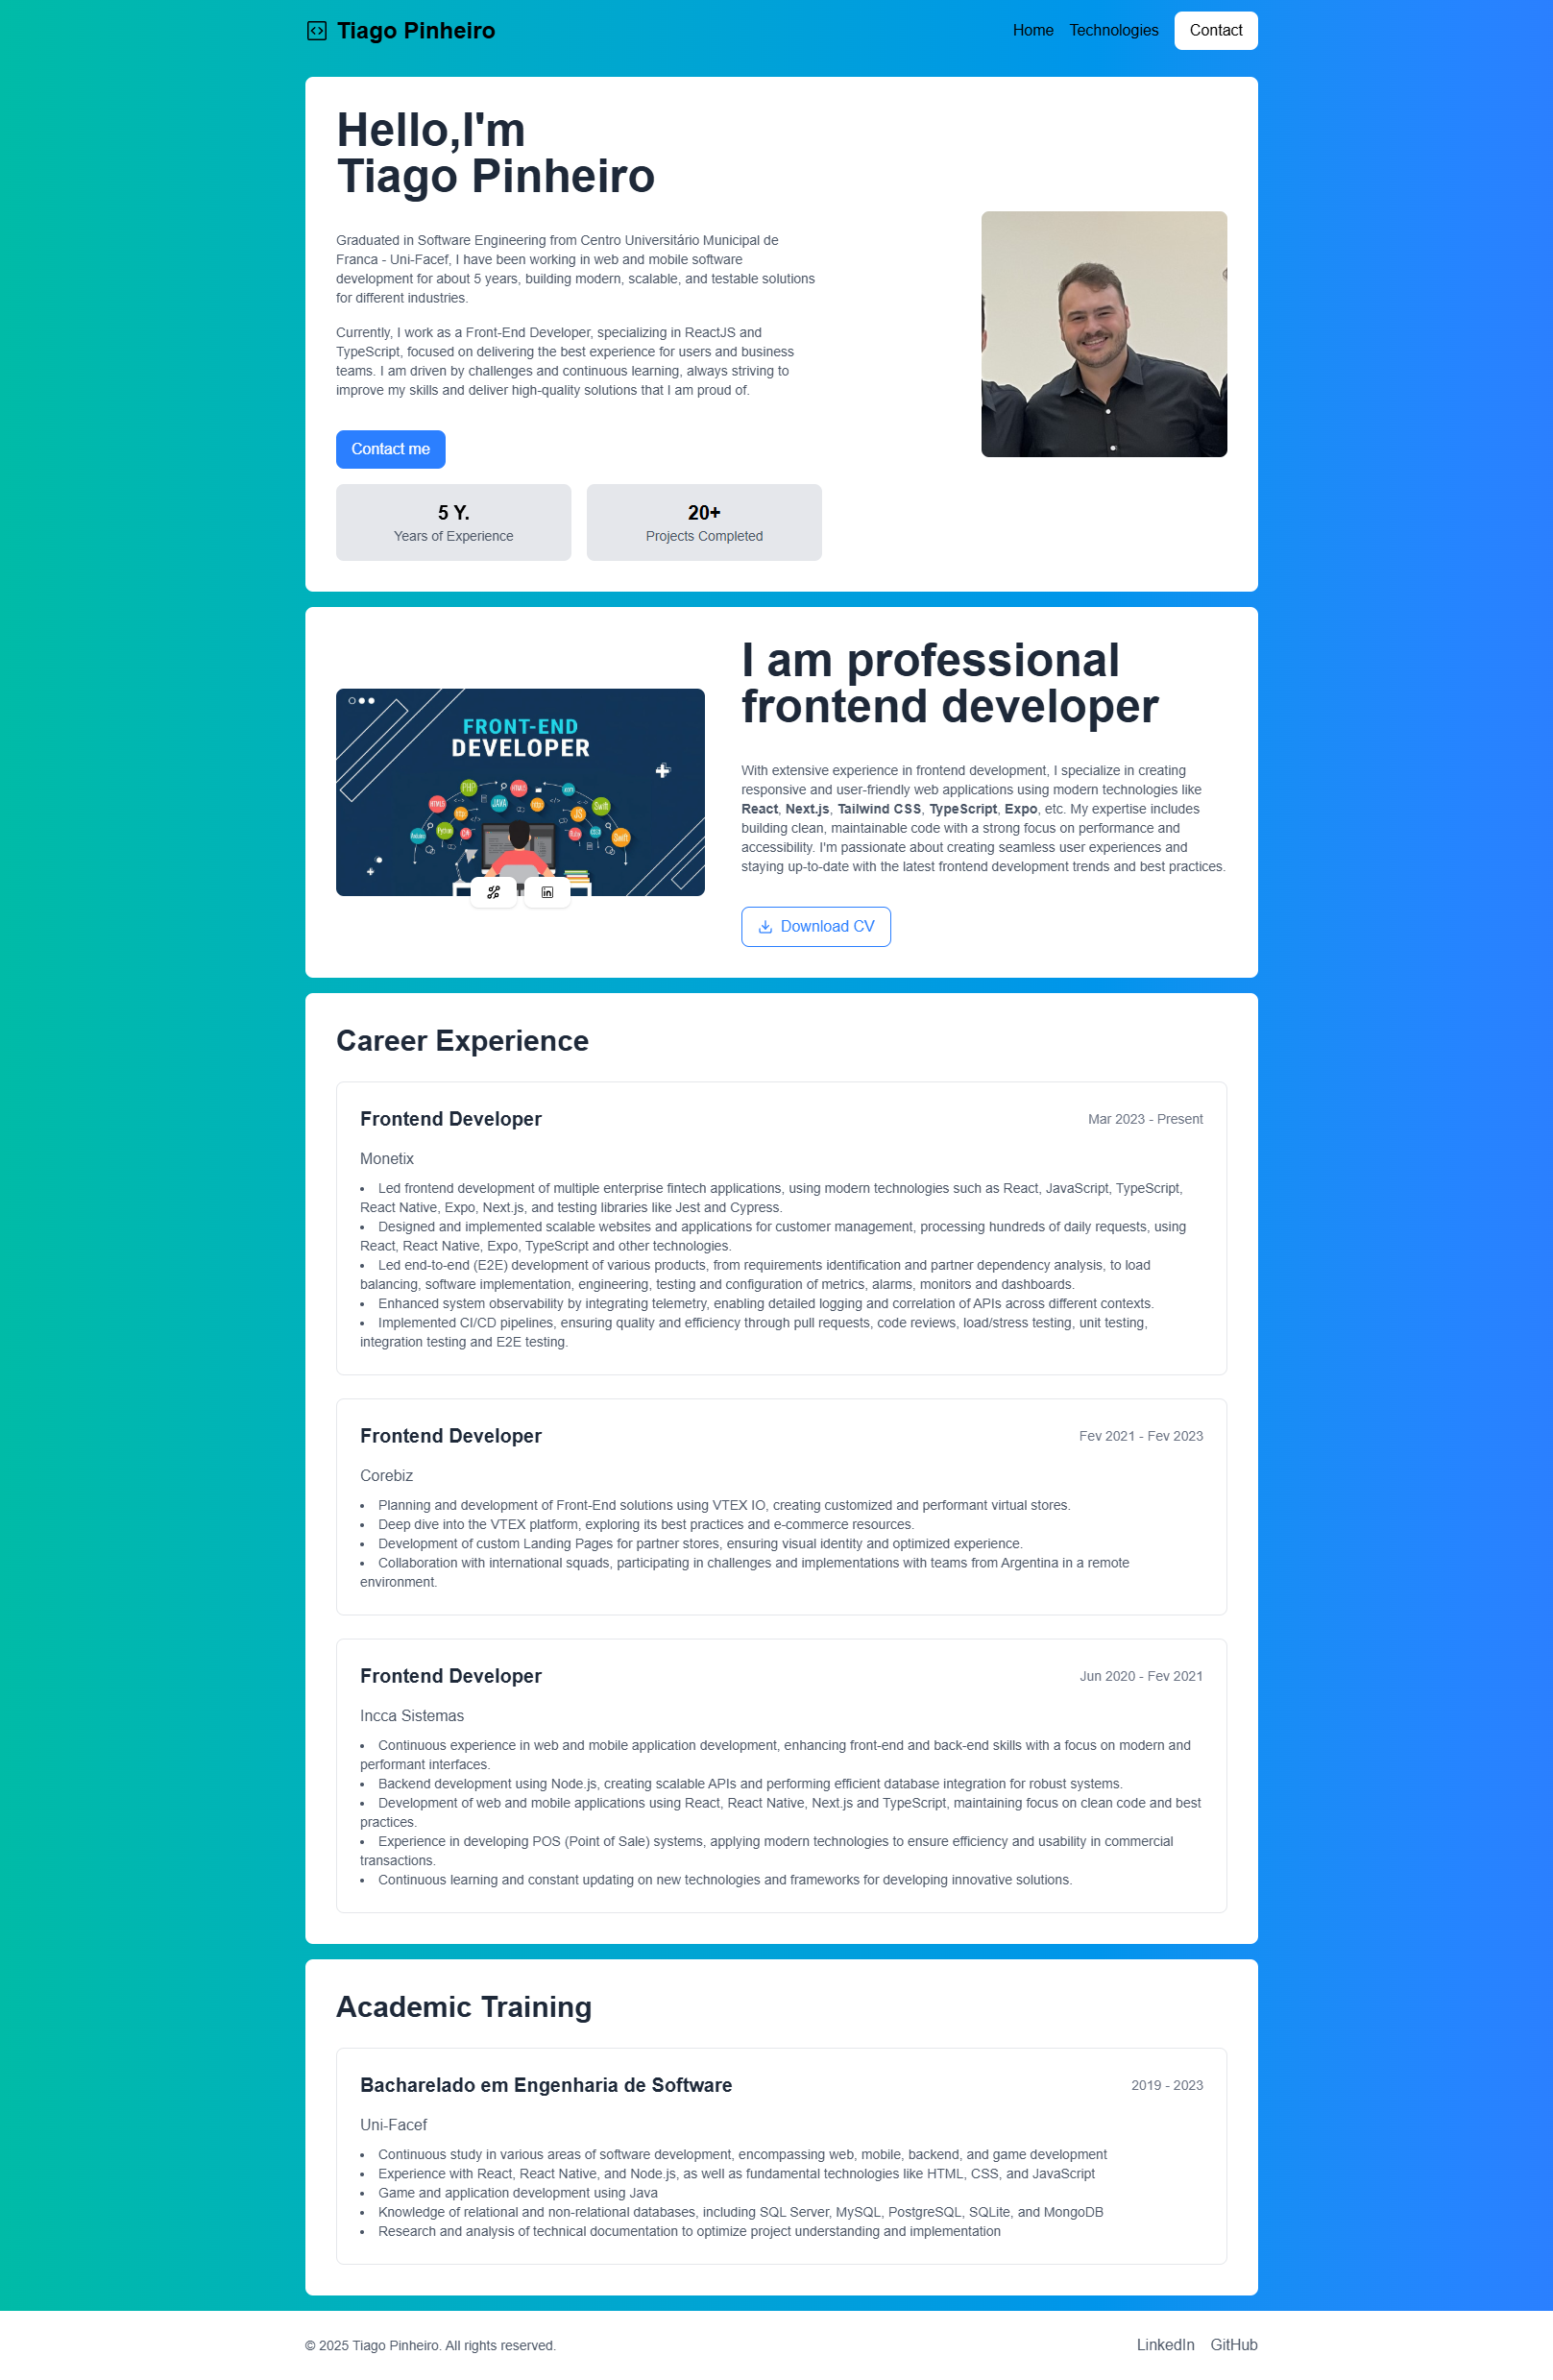 Tiago Pinheiro
Home Technologies Contact
Hello,I'm
Tiago Pinheiro
Graduated in Software Engineering from Centro Universitário Municipal de
Franca - Uni-Facef, I have been working in web and mobile software
development for about 5 years, building modern, scalable, and testable solutions
for different industries.
Currently, I work as a Front-End Developer, specializing in ReactJS and
TypeScript, focused on delivering the best experience for users and business
teams. I am driven by challenges and continuous learning, always striving to
improve my skills and deliver high-quality solutions that I am proud of.
Contact me
5 Y.
Years of Experience
20+
Projects Completed
FRONT-END
DEVELOPER
PHP
HTML5
JAVA
Swift
JS
Python
C#
Swift
I am professional
frontend developer
With extensive experience in frontend development, I specialize in creating
responsive and user-friendly web applications using modern technologies like
React, Next.js, Tailwind CSS, TypeScript, Expo, etc. My expertise includes
building clean, maintainable code with a strong focus on performance and
accessibility. I'm passionate about creating seamless user experiences and
staying up-to-date with the latest frontend development trends and best practices.
Download CV
Career Experience
Frontend Developer
Mar 2023 - Present
Monetix
• Led frontend development of multiple enterprise fintech applications, using modern technologies such as React, JavaScript, TypeScript,
React Native, Expo, Next.js, and testing libraries like Jest and Cypress.
• Designed and implemented scalable websites and applications for customer management, processing hundreds of daily requests, using
React, React Native, Expo, TypeScript and other technologies.
• Led end-to-end (E2E) development of various products, from requirements identification and partner dependency analysis, to load
balancing, software implementation, engineering, testing and configuration of metrics, alarms, monitors and dashboards.
• Enhanced system observability by integrating telemetry, enabling detailed logging and correlation of APIs across different contexts.
• Implemented CI/CD pipelines, ensuring quality and efficiency through pull requests, code reviews, load/stress testing, unit testing,
integration testing and E2E testing.
Frontend Developer
Fev 2021 - Fev 2023
Corebiz
• Planning and development of Front-End solutions using VTEX IO, creating customized and performant virtual stores.
• Deep dive into the VTEX platform, exploring its best practices and e-commerce resources.
• Development of custom Landing Pages for partner stores, ensuring visual identity and optimized experience.
• Collaboration with international squads, participating in challenges and implementations with teams from Argentina in a remote
environment.
Frontend Developer
Jun 2020 - Fev 2021
Incca Sistemas
• Continuous experience in web and mobile application development, enhancing front-end and back-end skills with a focus on modern and
performant interfaces.
• Backend development using Node.js, creating scalable APIs and performing efficient database integration for robust systems.
• Development of web and mobile applications using React, React Native, Next.js and TypeScript, maintaining focus on clean code and best
practices.
• Experience in developing POS (Point of Sale) systems, applying modern technologies to ensure efficiency and usability in commercial
transactions.
• Continuous learning and constant updating on new technologies and frameworks for developing innovative solutions.
Academic Training
Bacharelado em Engenharia de Software
2019 - 2023
Uni-Facef
• Continuous study in various areas of software development, encompassing web, mobile, backend, and game development
• Experience with React, React Native, and Node.js, as well as fundamental technologies like HTML, CSS, and JavaScript
• Game and application development using Java
• Knowledge of relational and non-relational databases, including SQL Server, MySQL, PostgreSQL, SQLite, and MongoDB
• Research and analysis of technical documentation to optimize project understanding and implementation
© 2025 Tiago Pinheiro. All rights reserved.
LinkedIn GitHub